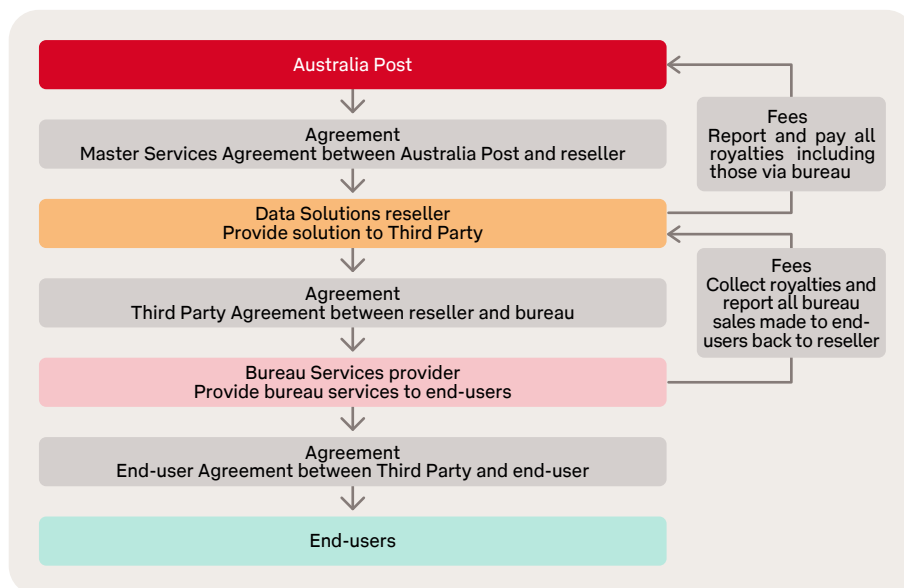 Australia Post
Agreement
Master Services Agreement between Australia Post and reseller
Fees
Report and pay all
royalties including
those via bureau
Data Solutions reseller
Provide solution to Third Party
Agreement
Third Party Agreement between reseller and bureau
Fees
Collect royalties and
report all bureau
sales made to end-
users back to reseller
Bureau Services provider
Provide bureau services to end-users
Agreement
End-user Agreement between Third Party and end-user
End-users